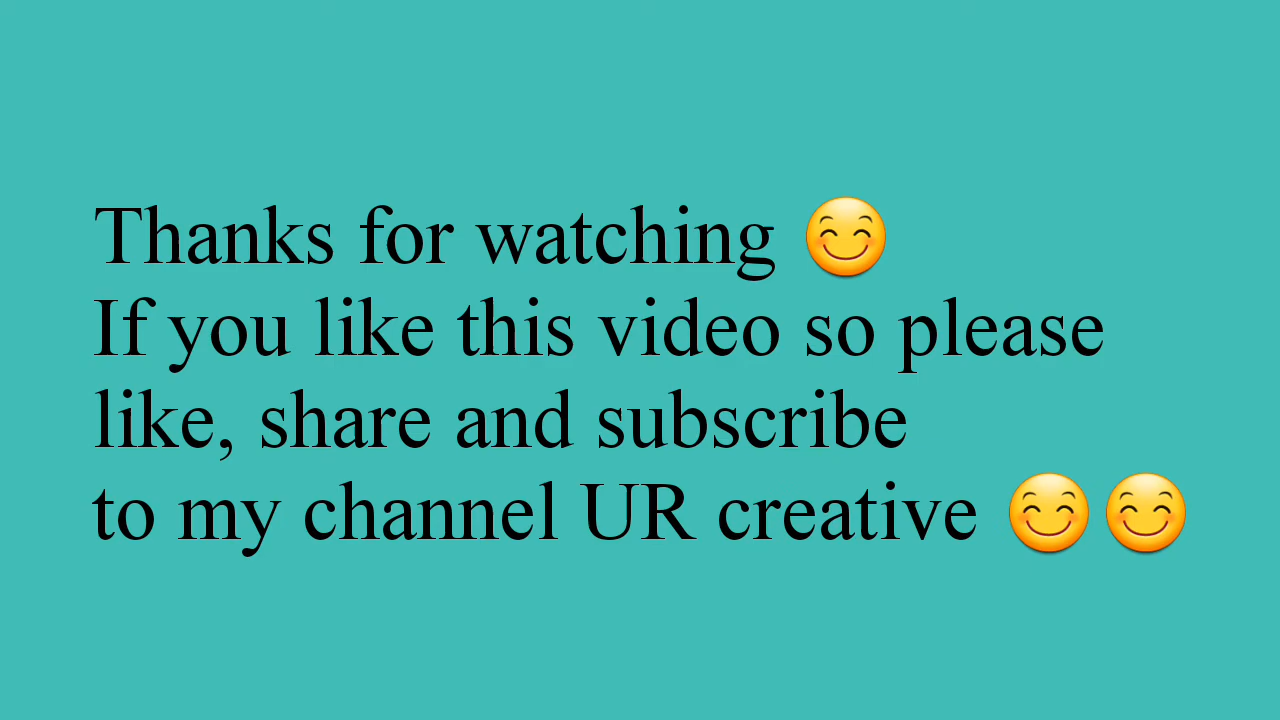 Thanks for watching 😊
If you like this video so please
like, share and subscribe
to my channel UR creative 😊😊